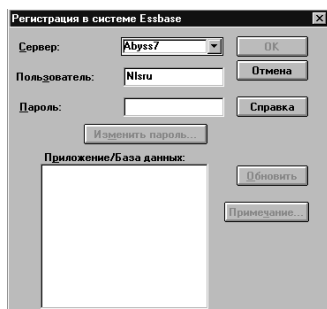 Регистрация в системе Essbase
Сервер: Abyss7 OK
Пользователь: Nlsru Отмена
Пароль: Справка
Изменить пароль...
Приложение/База данных:
Обновить
Примечание...